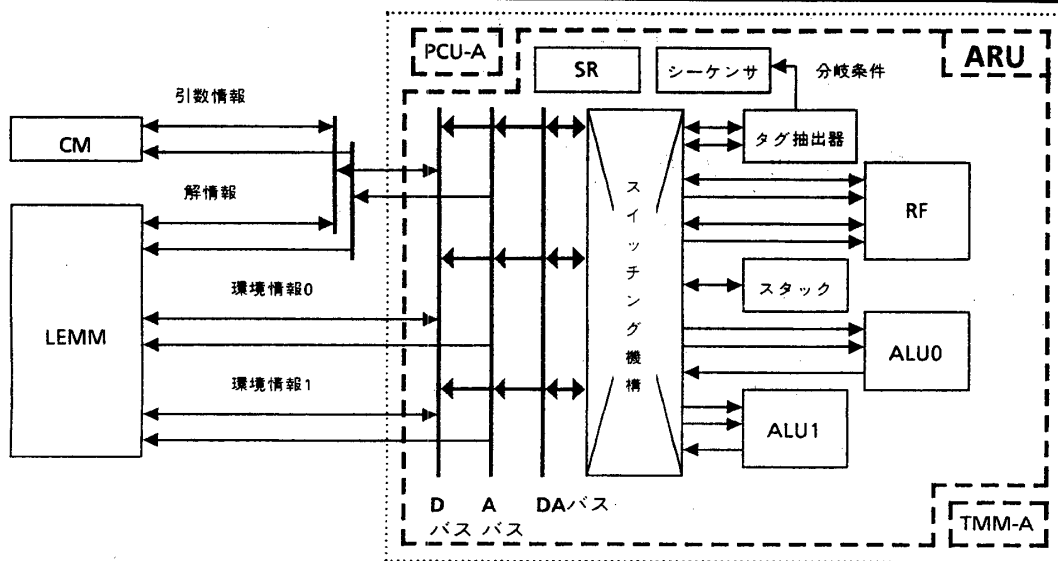 PCU-A
ARU
SR
シーケンサ
分岐条件
引数情報
CM
タグ抽出器
解情報
スイッチング機構
RF
スタック
環境情報0
LEMM
ALU0
環境情報1
ALU1
D
バス
A
バス
DAバス
TMM-A